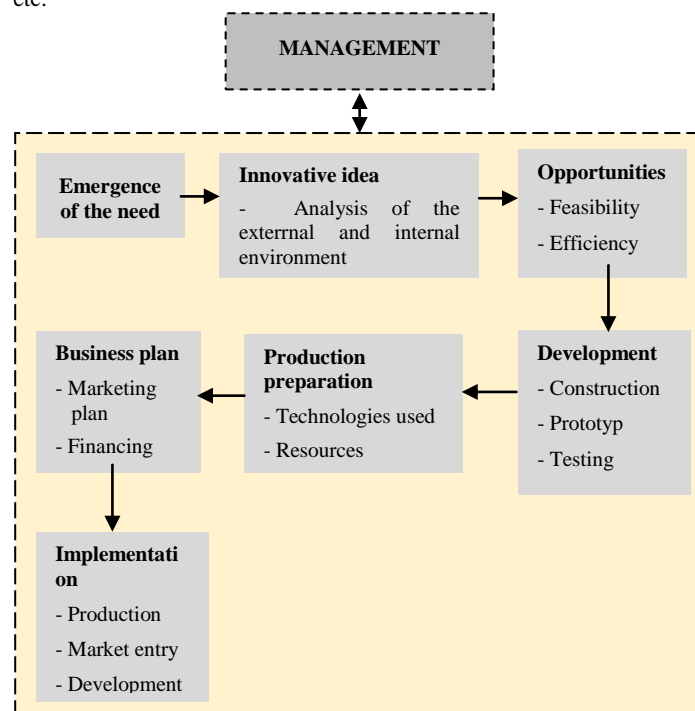 etc.
MANAGEMENT
Emergence
of the need
Innovative idea
- Analysis of the
exterrnal and internal
environment
Opportunities
- Feasibility
- Efficiency
Development
- Construction
- Prototyp
- Testing
Production
preparation
- Technologies used
- Resources
Business plan
- Marketing
plan
- Financing
Implementati
on
- Production
- Market entry
- Development